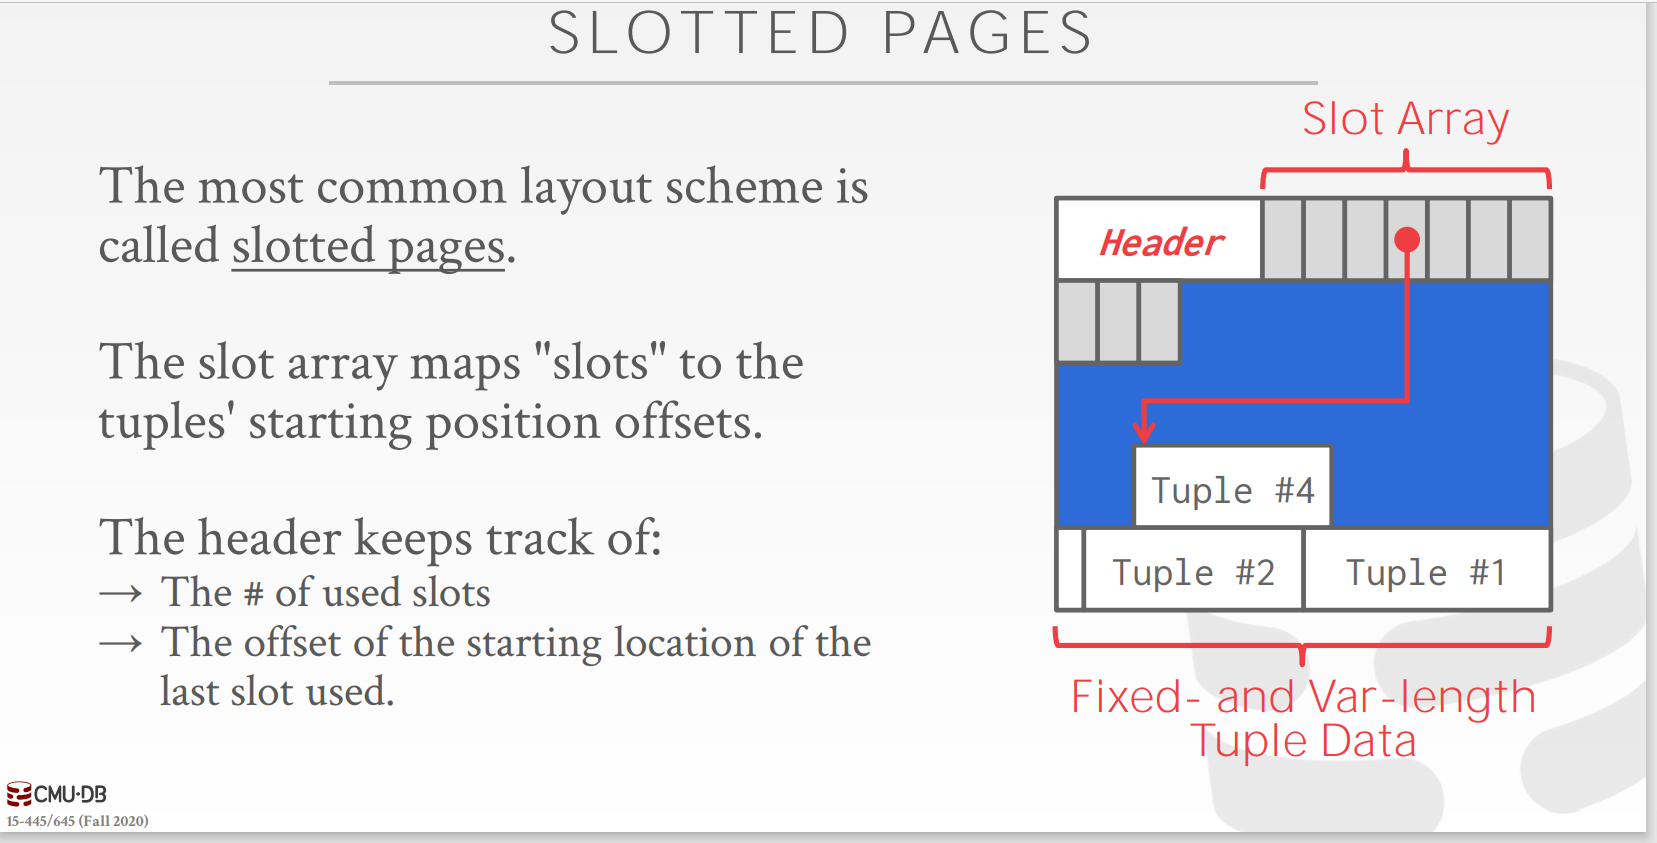 SLOTTED PAGES
The most common layout scheme is
called slotted pages.
The slot array maps "slots" to the
tuples' starting position offsets.
The header keeps track of:
→ The # of used slots
→ The offset of the starting location of the
last slot used.
Slot Array
Header
Tuple #4
Tuple #2
Tuple #1
Fixed- and Var-length
Tuple Data
CMU·DB
15-445/645 (Fall 2020)